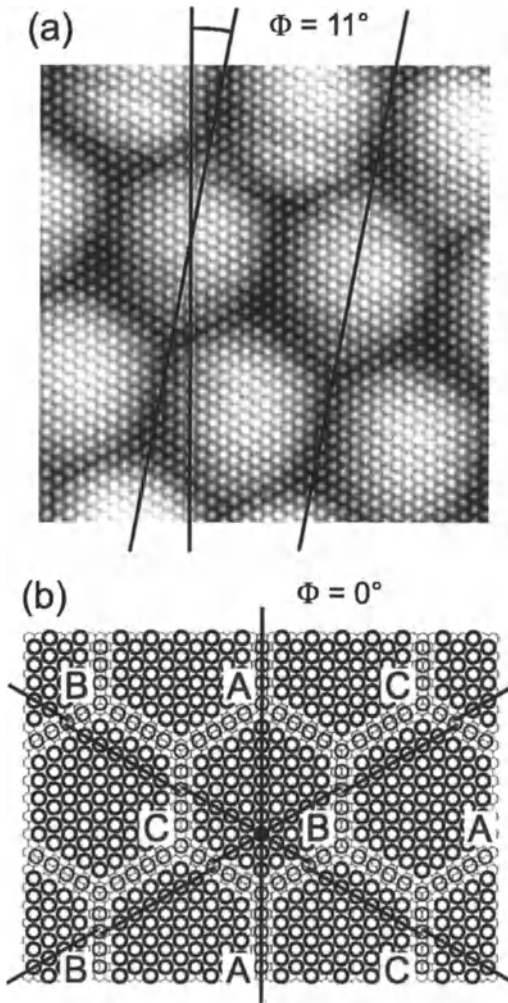 (a)
Φ = 11°
(b)
Φ = 0°
B A C
C B A
B A C